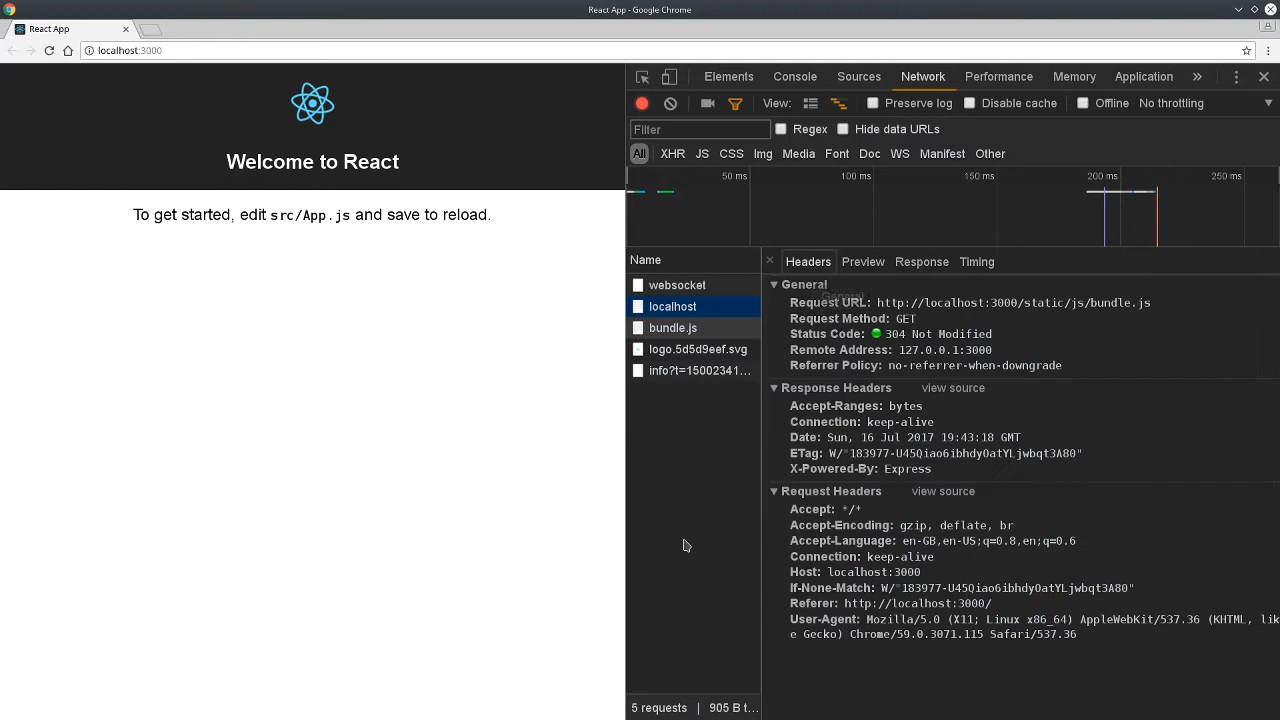 React App - Google Chrome
React App
localhost:3000
Welcome to React
To get started, edit src/App.js and save to reload.
Elements Console Sources Network Performance Memory Application »
View: Preserve log Disable cache Offline No throttling
Filter Regex Hide data URLs
All XHR JS CSS Img Media Font Doc WS Manifest Other
50 ms 100 ms 150 ms 200 ms 250 ms
Name
websocket
localhost
bundle.js
logo.5d5d9eef.svg
info?t=15002341...
5 requests | 905 B t...
× Headers Preview Response Timing
General
General
Request URL: http://localhost:3000/static/js/bundle.js
Request Method: GET
Status Code: 304 Not Modified
Remote Address: 127.0.0.1:3000
Referrer Policy: no-referrer-when-downgrade
Response Headers view source
Accept-Ranges: bytes
Connection: keep-alive
Date: Sun, 16 Jul 2017 19:43:18 GMT
ETag: W/"183977-U45Qiao6ibhdyOatYLjwbqt3A80"
X-Powered-By: Express
Request Headers view source
Accept: */*
Accept-Encoding: gzip, deflate, br
Accept-Language: en-GB,en-US;q=0.8,en;q=0.6
Connection: keep-alive
Host: localhost:3000
If-None-Match: W/"183977-U45Qiao6ibhdyOatYLjwbqt3A80"
Referer: http://localhost:3000/
User-Agent: Mozilla/5.0 (X11; Linux x86_64) AppleWebKit/537.36 (KHTML, lik
e Gecko) Chrome/59.0.3071.115 Safari/537.36